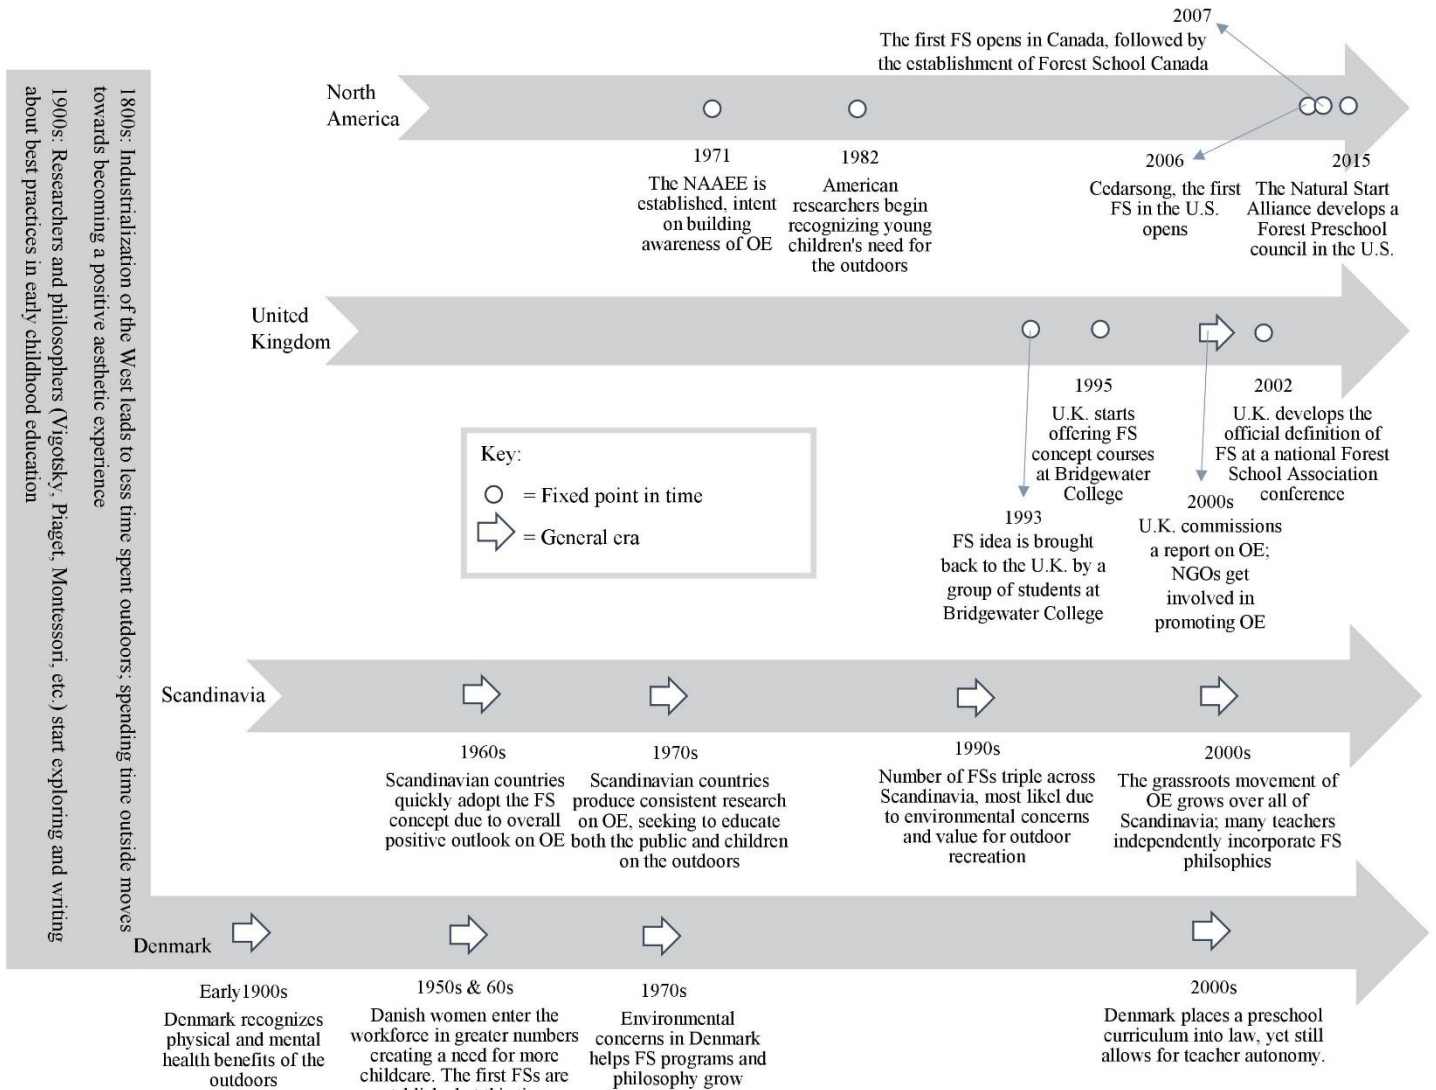 1800s: Industrialization of the West leads to less time spent outdoors; spending time outside moves
towards becoming a positive aesthetic experience
1900s: Researchers and philosophers (Vigotsky, Piaget, Montessori, etc.) start exploring and writing
about best practices in early childhood education
2007
The first FS opens in Canada, followed by
the establishment of Forest School Canada
North
America
1971
The NAAEE is
established, intent
on building
awareness of OE
1982
American
researchers begin
recognizing young
children's need for
the outdoors
2006
Cedarsong, the first
FS in the U.S.
opens
2015
The Natural Start
Alliance develops a
Forest Preschool
council in the U.S.
United
Kingdom
1993
FS idea is brought
back to the U.K. by a
group of students at
Bridgewater College
1995
U.K. starts
offering FS
concept courses
at Bridgewater
College
2000s
U.K. commissions
a report on OE;
NGOs get
involved in
promoting OE
2002
U.K. develops the
official definition of
FS at a national Forest
School Association
conference
Key:
= Fixed point in time
= General era
Scandinavia
1960s
Scandinavian countries
quickly adopt the FS
concept due to overall
positive outlook on OE
1970s
Scandinavian countries
produce consistent research
on OE, seeking to educate
both the public and children
on the outdoors
1990s
Number of FSs triple across
Scandinavia, most likel due
to environmental concerns
and value for outdoor
recreation
2000s
The grassroots movement of
OE grows over all of
Scandinavia; many teachers
independently incorporate FS
philsophies
Denmark
Early1900s
Denmark recognizes
physical and mental
health benefits of the
outdoors
1950s & 60s
Danish women enter the
workforce in greater numbers
creating a need for more
childcare. The first FSs are
1970s
Environmental
concerns in Denmark
helps FS programs and
philosophy grow
2000s
Denmark places a preschool
curriculum into law, yet still
allows for teacher autonomy.